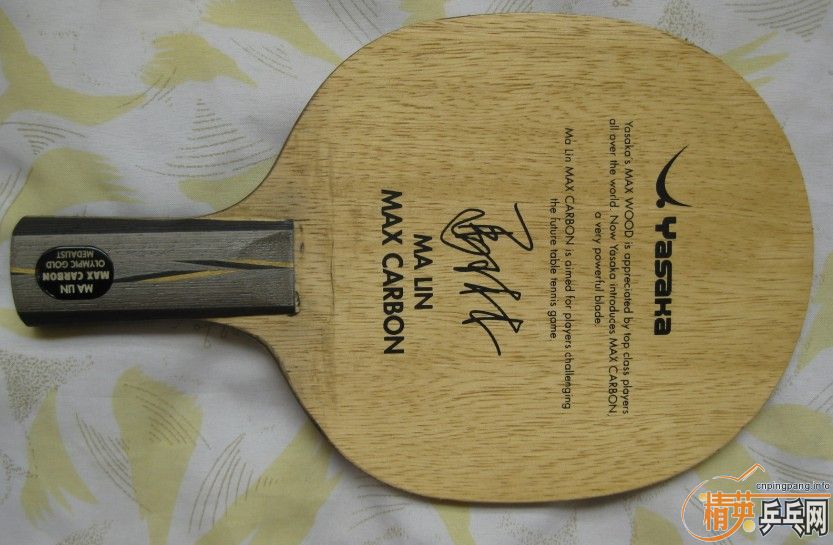 Yasaka
Yasaka's MAX WOOD is appreciated by top class players
all over the world. Now Yasaka introduces MAX CARBON,
a very powerful blade.
Ma Lin MAX CARBON is aimed for players challenging
the future table tennis game.
MA LIN
MAX CARBON
MA LIN
MAX CARBON
OLYMPIC GOLD
MEDALIST
cnpingpang.info
精英乒乓网